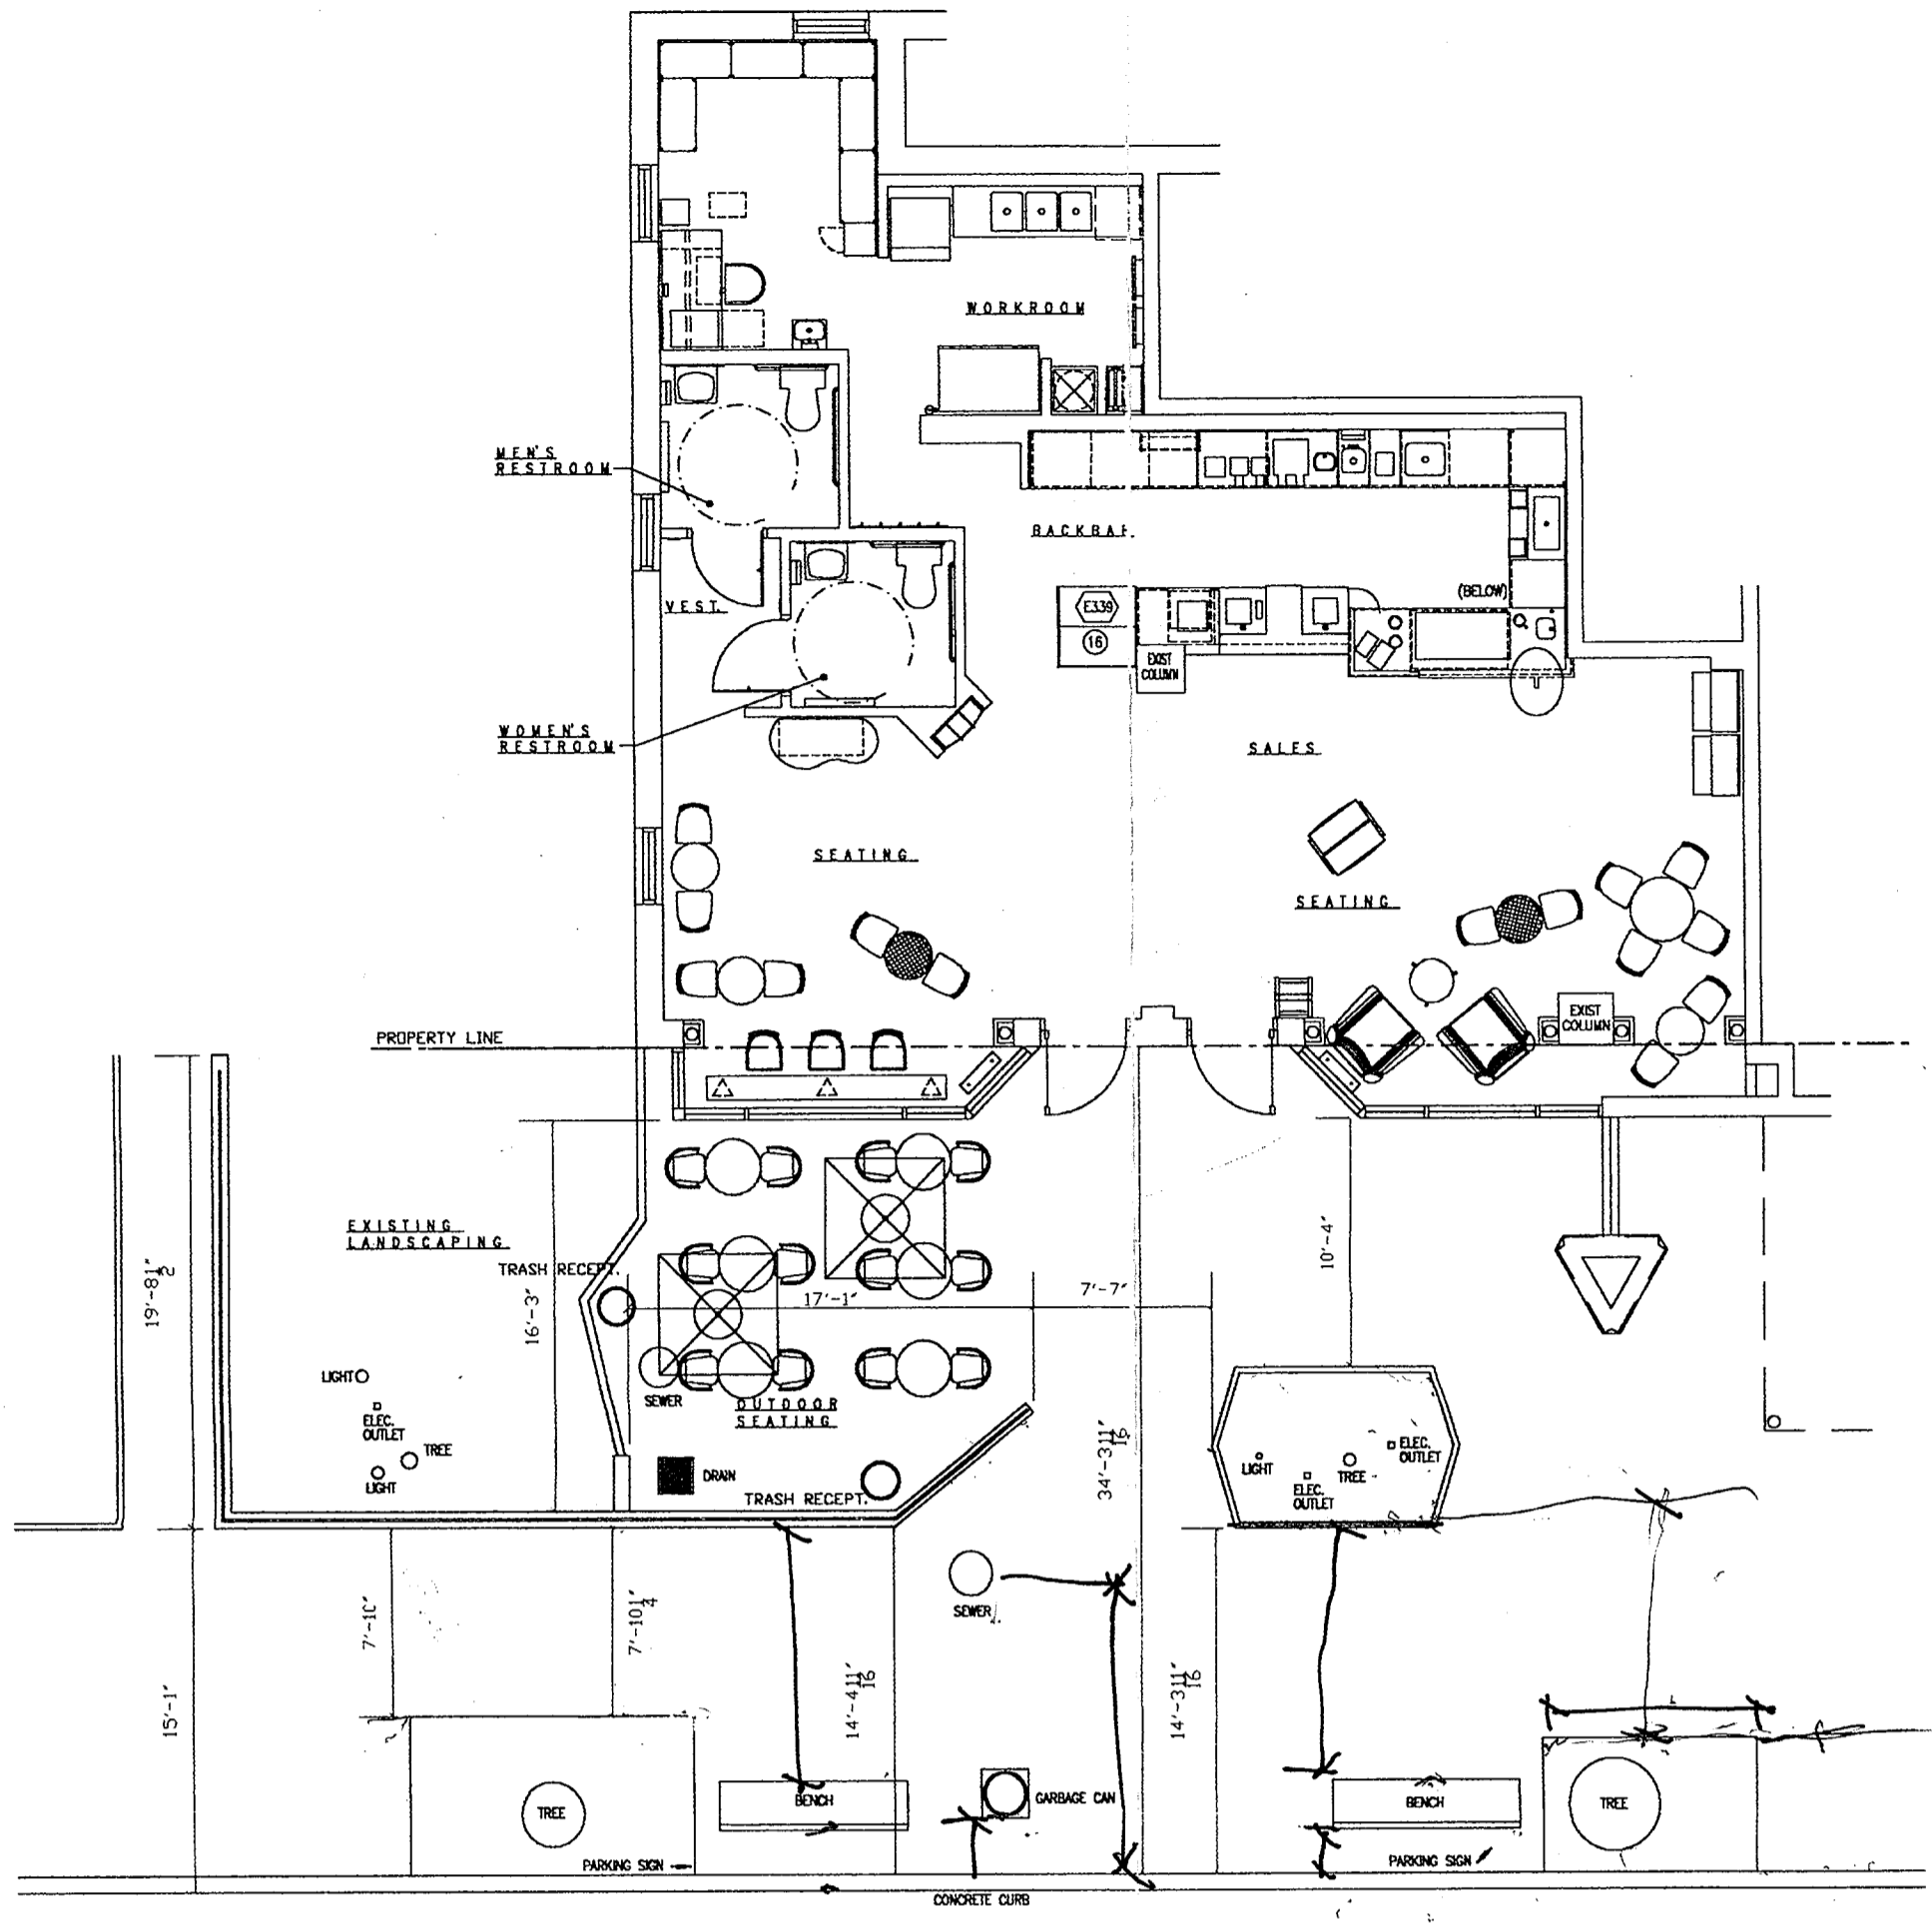 WORKROOM
MEN'S
RESTROOM
BACKBAR
(BELOW)
VEST.
E339
16
EXIST
COLUMN
WOMEN'S
RESTROOM
SALES
SEATING
SEATING
EXIST
COLUMN
PROPERTY LINE
EXISTING
LANDSCAPING
TRASH RECEPT.
10'-4"
19'-8 1/2"
16'-3"
17'-1"
7'-7"
LIGHT
SEWER
OUTDOOR
SEATING
ELEC.
OUTLET
TREE
LIGHT
DRAIN
TRASH RECEPT.
34'-3 11/16"
LIGHT
ELEC.
OUTLET
TREE
ELEC.
OUTLET
SEWER
7'-10"
7'-10 1/4"
14'-4 11/16"
14'-3 11/16"
15'-1"
TREE
BENCH
GARBAGE CAN
BENCH
TREE
PARKING SIGN
PARKING SIGN
CONCRETE CURB